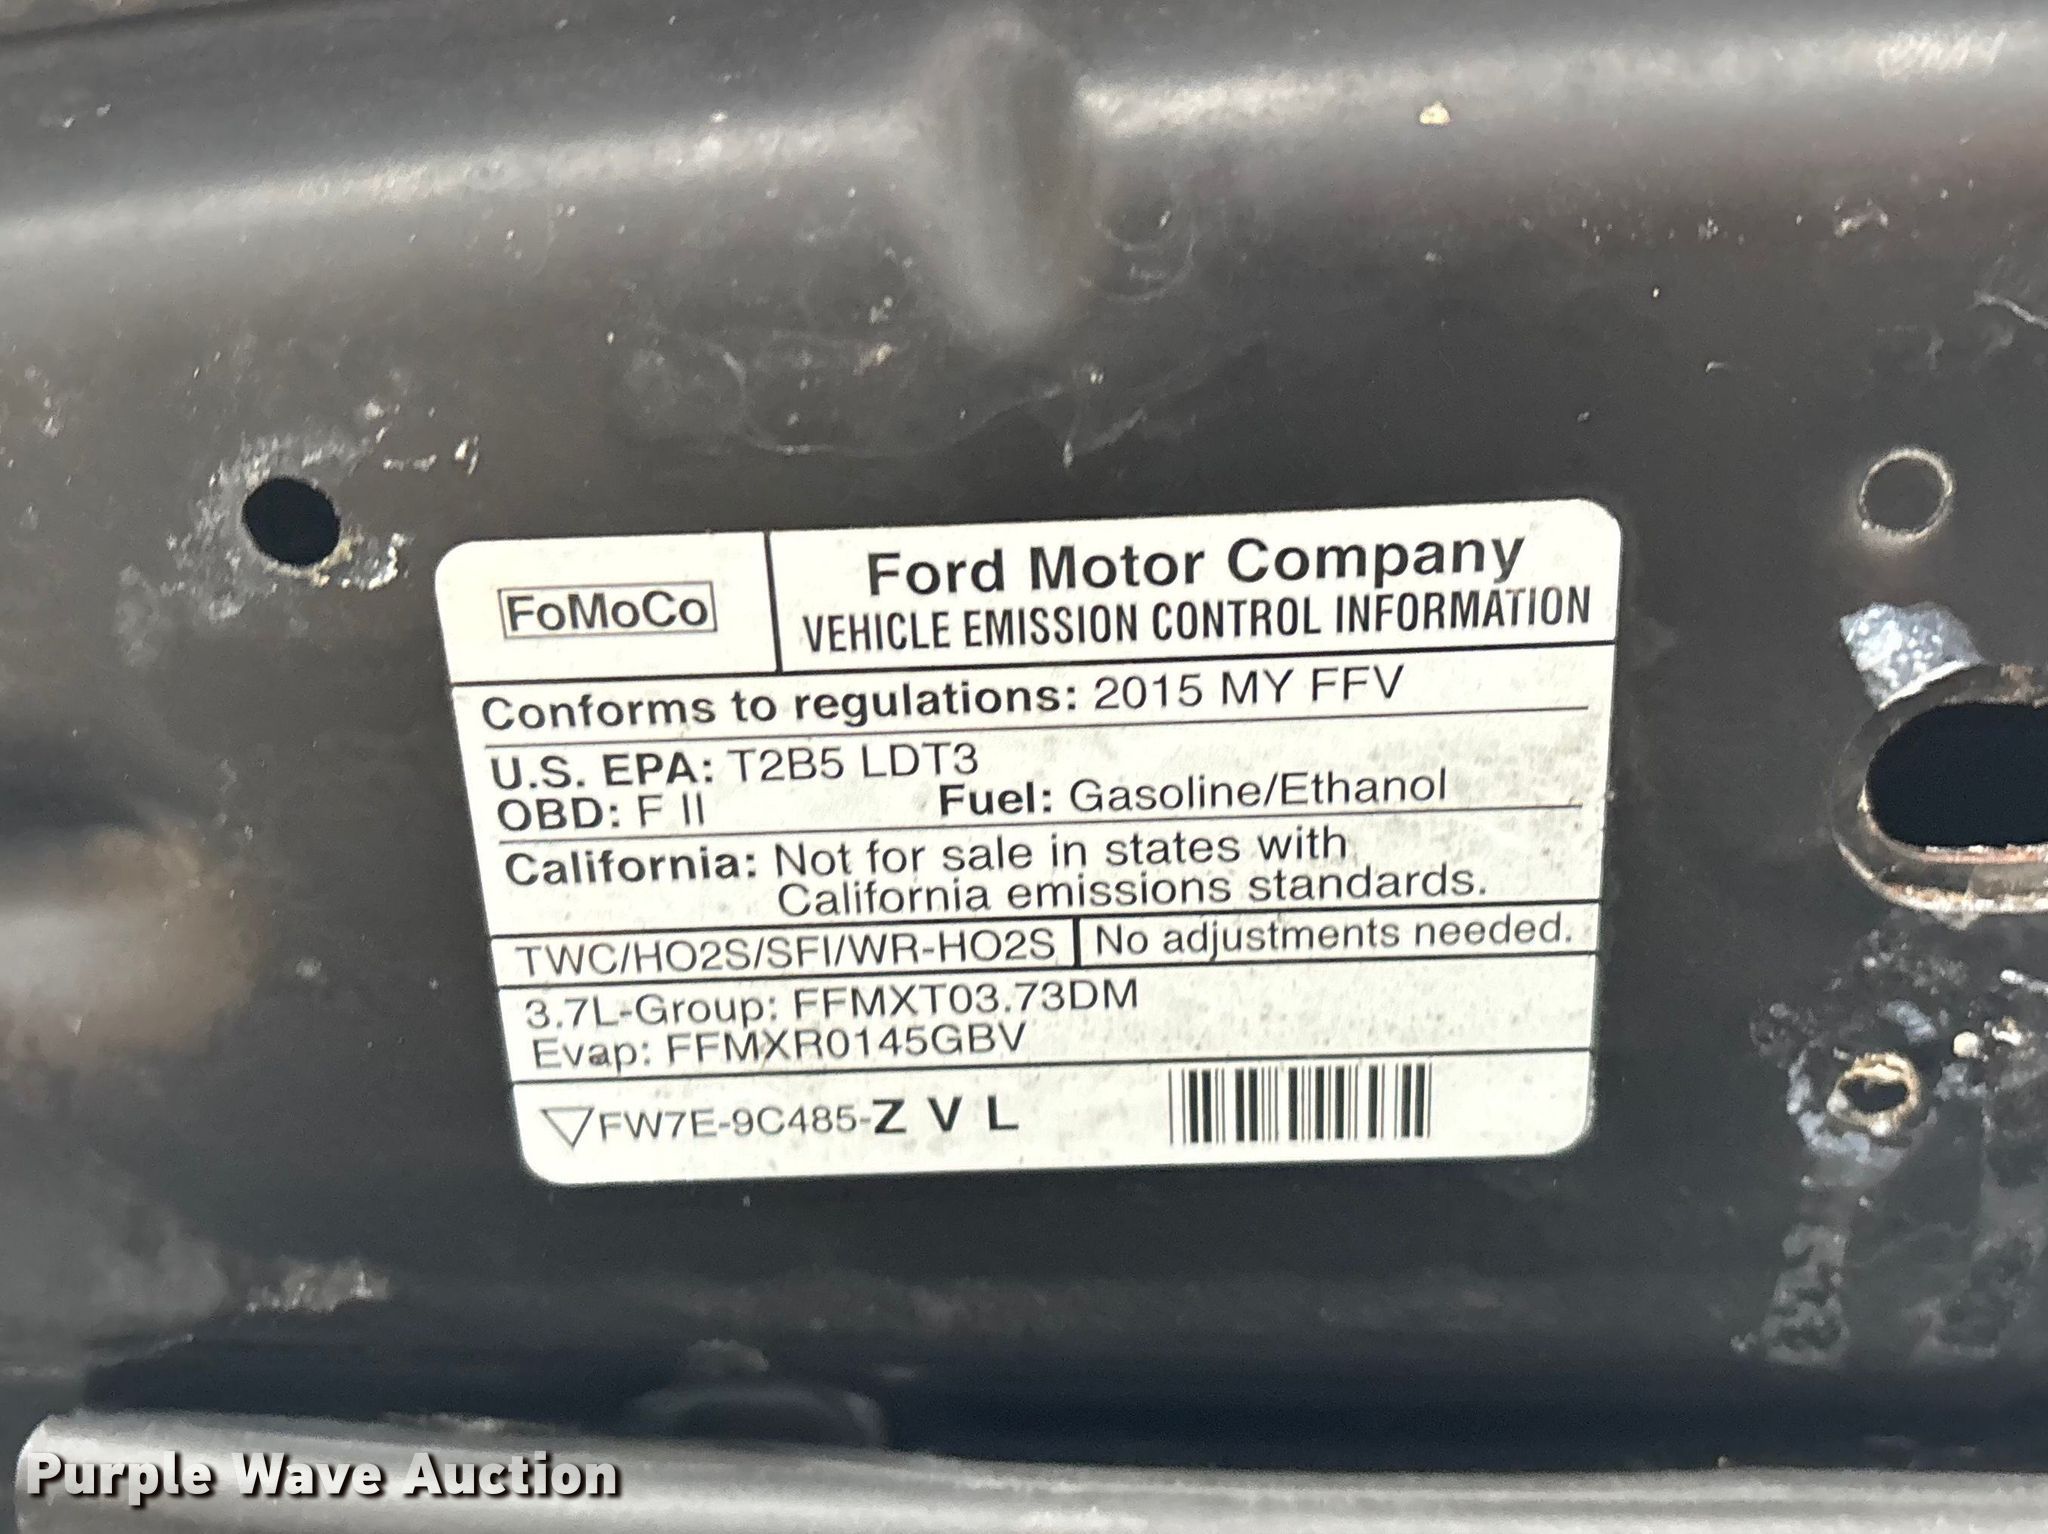 FoMoCo
Ford Motor Company
VEHICLE EMISSION CONTROL INFORMATION
Conforms to regulations: 2015 MY FFV
U.S. EPA: T2B5 LDT3
OBD: F II Fuel: Gasoline/Ethanol
California: Not for sale in states with
California emissions standards.
TWC/HO2S/SFI/WR-HO2S No adjustments needed.
3.7L-Group: FFMXT03.73DM
Evap: FFMXR0145GBV
FW7E-9C485-Z V L
Purple Wave Auction